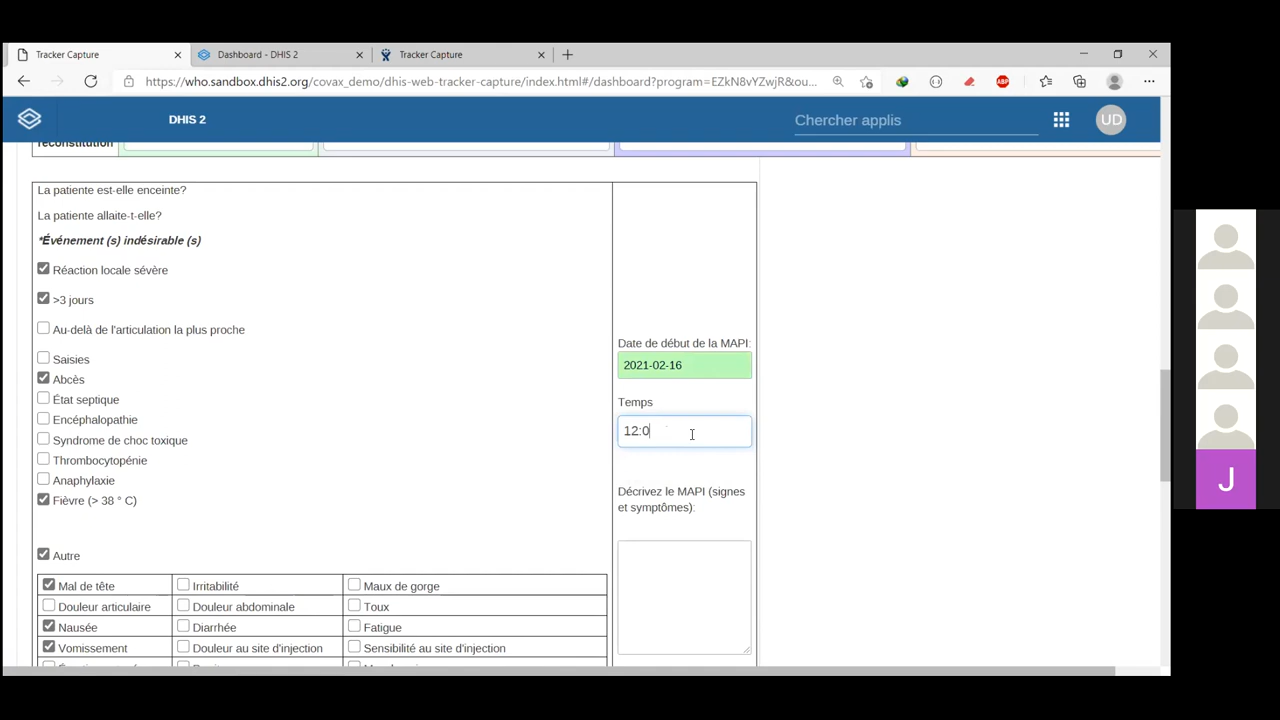 Tracker Capture
Dashboard - DHIS 2
Tracker Capture
https://who.sandbox.dhis2.org/covax_demo/dhis-web-tracker-capture/index.html#/dashboard?program=EZkN8vYZwjR&ou...
ABP
DHIS 2
Chercher applis
UD
reconstitution
La patiente est-elle enceinte?
La patiente allaite-t-elle?
*Événement (s) indésirable (s)
Réaction locale sévère
>3 jours
Au-delà de l'articulation la plus proche
Saisies
Abcès
État septique
Encéphalopathie
Syndrome de choc toxique
Thrombocytopénie
Anaphylaxie
Fièvre (> 38 ° C)
Autre
Mal de tête Irritabilité Maux de gorge
Douleur articulaire Douleur abdominale Toux
Nausée Diarrhée Fatigue
Vomissement Douleur au site d'injection Sensibilité au site d'injection
Date de début de la MAPI:
2021-02-16
Temps
12:0
Décrivez le MAPI (signes
et symptômes):
J